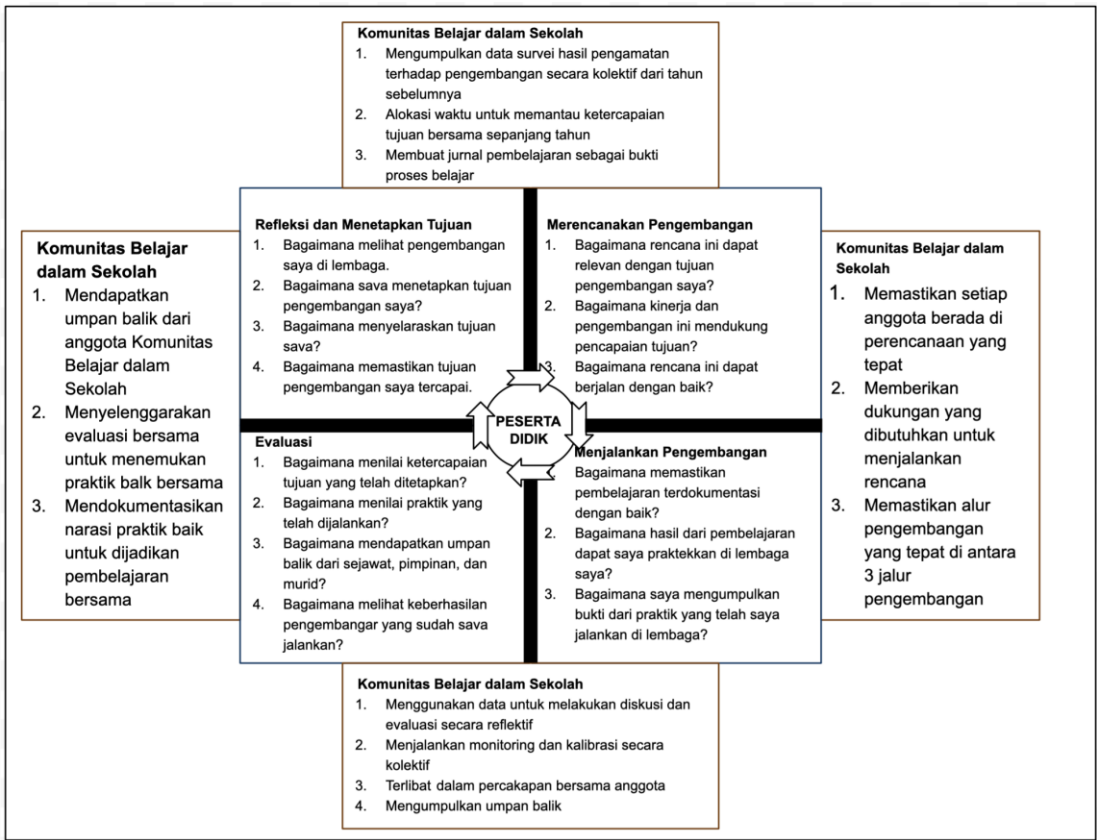 Komunitas Belajar dalam Sekolah
1. Mengumpulkan data survei hasil pengamatan
terhadap pengembangan secara kolektif dari tahun
sebelumnya
2. Alokasi waktu untuk memantau ketercapaian
tujuan bersama sepanjang tahun
3. Membuat jurnal pembelajaran sebagai bukti
proses belajar
Komunitas Belajar
dalam Sekolah
1. Mendapatkan
umpan balik dari
anggota Komunitas
Belajar dalam
Sekolah
2. Menyelenggarakan
evaluasi bersama
untuk menemukan
praktik balk bersama
3. Mendokumentasikan
narasi praktik baik
untuk dijadikan
pembelajaran
bersama
Refleksi dan Menetapkan Tujuan
1. Bagaimana melihat pengembangan
saya di lembaga.
2. Bagaimana sava menetapkan tujuan
pengembangan saya?
3. Bagaimana menyelaraskan tujuan
sava?
4. Bagaimana memastikan tujuan
pengembangan saya tercapai.
Merencanakan Pengembangan
1. Bagaimana rencana ini dapat
relevan dengan tujuan
pengembangan saya?
2. Bagaimana kinerja dan
pengembangan ini mendukung
pencapaian tujuan?
3. Bagaimana rencana ini dapat
berjalan dengan baik?
PESERTA
DIDIK
Evaluasi
1. Bagaimana menilai ketercapaian
tujuan yang telah ditetapkan?
2. Bagaimana menilai praktik yang
telah dijalankan?
3. Bagaimana mendapatkan umpan
balik dari sejawat, pimpinan, dan
murid?
4. Bagaimana melihat keberhasilan
pengembangar yang sudah sava
jalankan?
Menjalankan Pengembangan
Bagaimana memastikan
pembelajaran terdokumentasi
dengan baik?
2. Bagaimana hasil dari pembelajaran
dapat saya praktekkan di lembaga
saya?
3. Bagaimana saya mengumpulkan
bukti dari praktik yang telah saya
jalankan di lembaga?
Komunitas Belajar dalam
Sekolah
1. Memastikan setiap
anggota berada di
perencanaan yang
tepat
2. Memberikan
dukungan yang
dibutuhkan untuk
menjalankan
rencana
3. Memastikan alur
pengembangan
yang tepat di antara
3 jalur
pengembangan
Komunitas Belajar dalam Sekolah
1. Menggunakan data untuk melakukan diskusi dan
evaluasi secara reflektif
2. Menjalankan monitoring dan kalibrasi secara
kolektif
3. Terlibat dalam percakapan bersama anggota
4. Mengumpulkan umpan balik